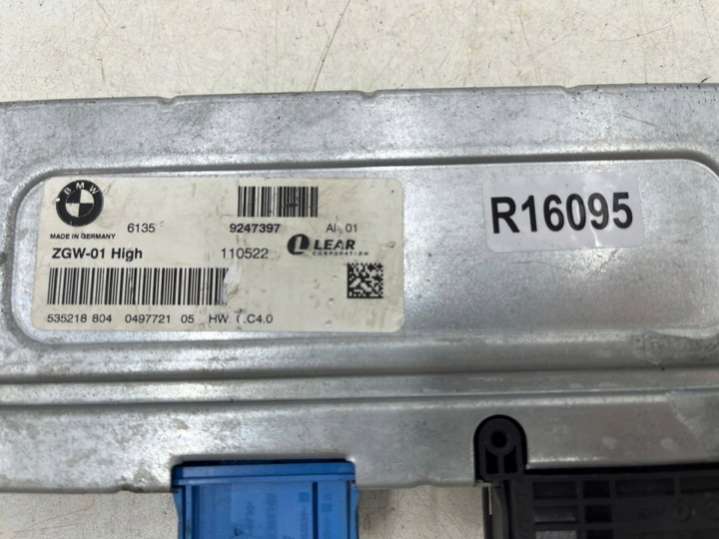 BMW
6135 9247397 AI 01
MADE IN GERMANY
ZGW-01 High 110522 LEAR
CORPORATION
535218 804 0497721 05 HW C4.0
R16095